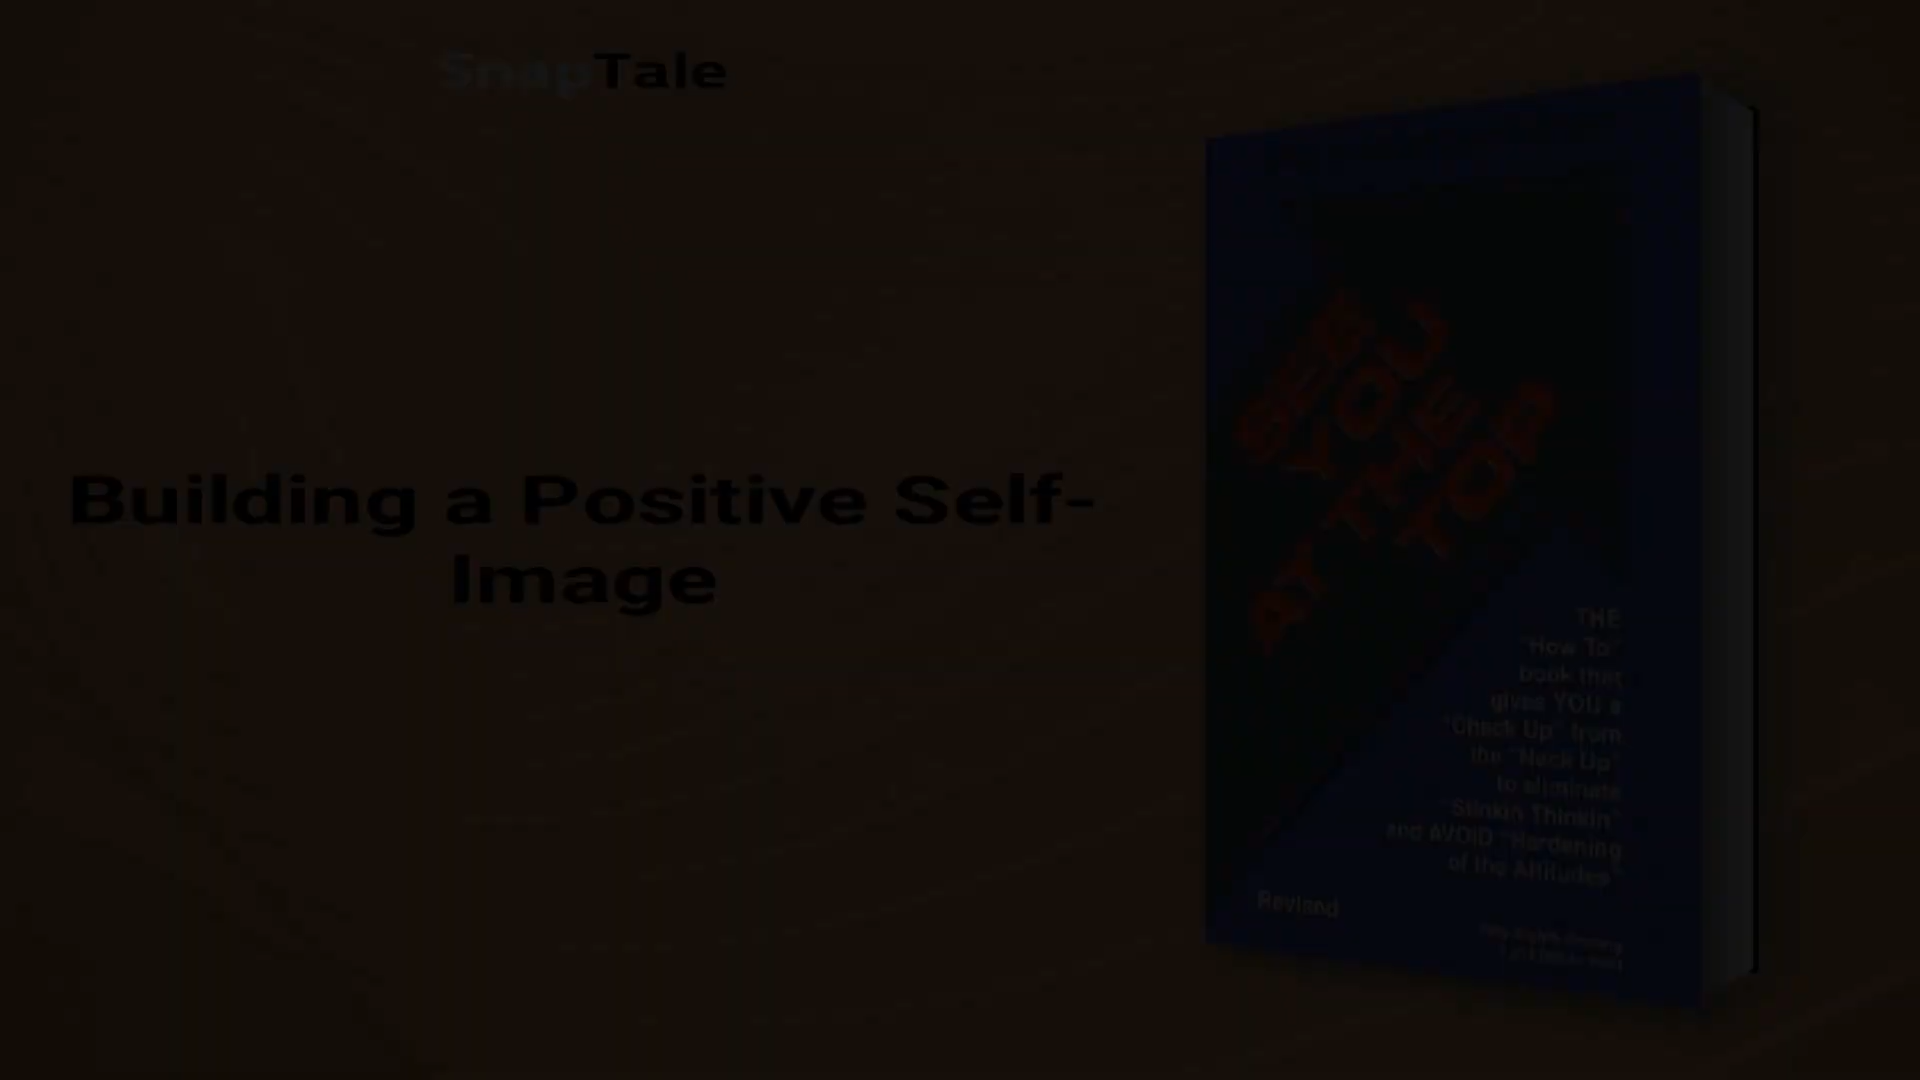 SnapTale
Building a Positive Self-
Image
SEE
YOU
AT THE
TOP
THE
"How To"
book that
gives YOU a
"Check Up" from
the "Neck Up"
to eliminate
"Stinkin Thinkin"
and AVOID "Hardening
of the Attitudes"
Revised